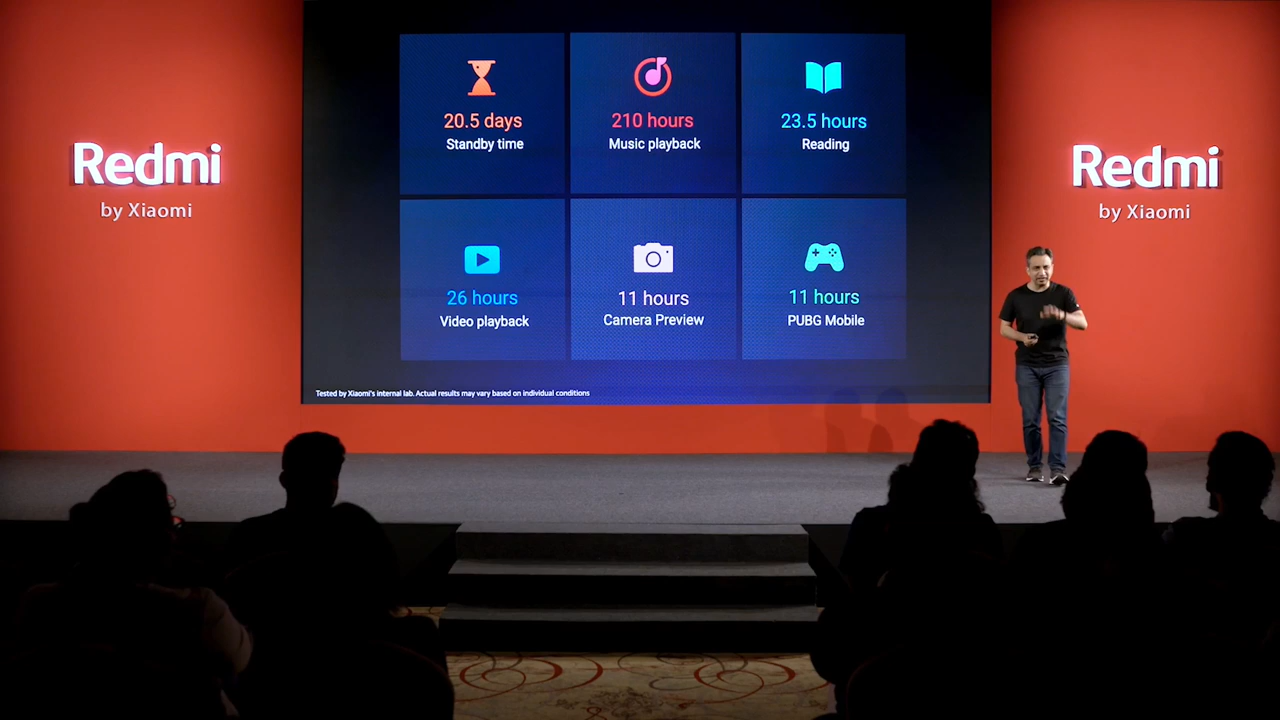 Redmi
by Xiaomi
20.5 days
Standby time
210 hours
Music playback
23.5 hours
Reading
26 hours
Video playback
11 hours
Camera Preview
11 hours
PUBG Mobile
Tested by Xiaomi's internal lab. Actual results may vary based on individual conditions
Redmi
by Xiaomi